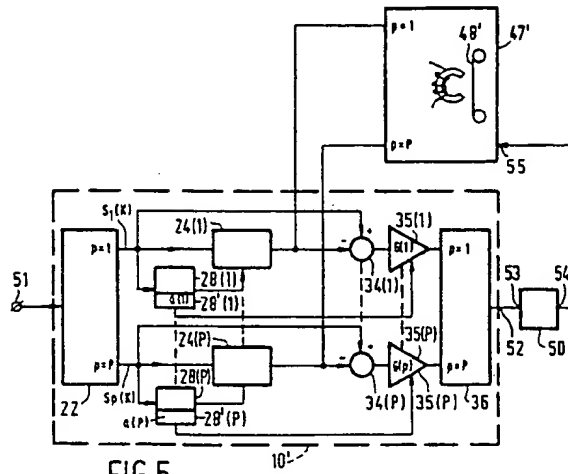 48'
47'
p=1
p=P
55
24(1)
35(1)
51
p=1
S₁(K)
-
+
G(1)
p=1
34(1)
28(1)
q(1)
28'(1)
53
54
24(P)
35(P)
52
50
p=P
-
+
G(p)
p=P
Sp(K)
28(P)
34(P)
35(P)
36
22
q(P)
28'(P)
10'
FIG.5